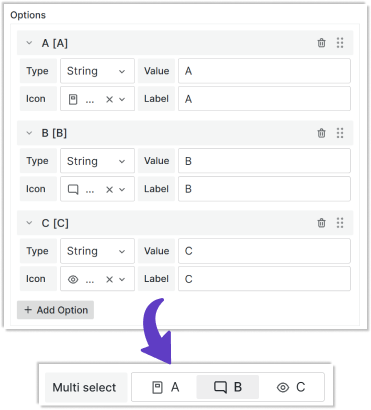 Options
A [A]
Type String Value A
Icon ... Label A
B [B]
Type String Value B
Icon ... Label B
C [C]
Type String Value C
Icon ... Label C
+ Add Option
Multi select A B C